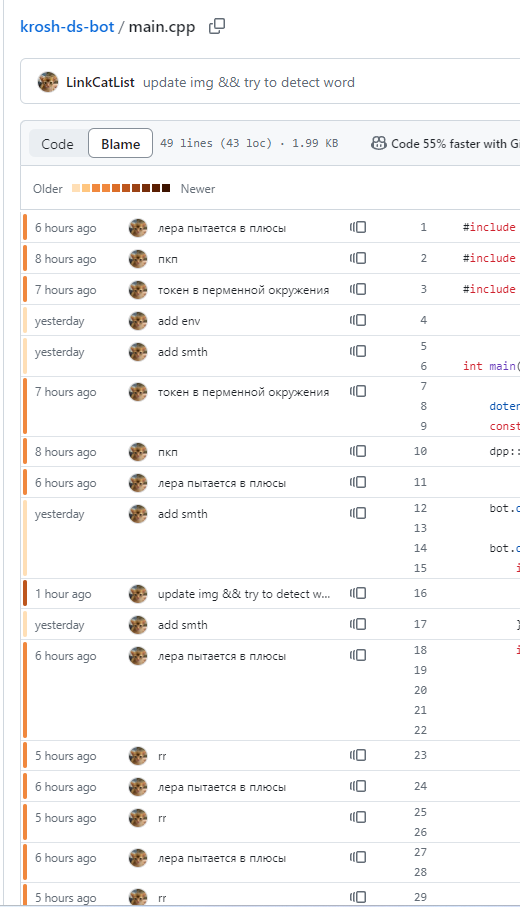 krosh-ds-bot / main.cpp
LinkCatList update img && try to detect word
Code Blame 49 lines (43 loc) · 1.99 KB Code 55% faster with Gi
Older Newer
6 hours ago лера пытается в плюсы 1 #include
8 hours ago пкп 2 #include
7 hours ago токен в перменной окружения 3 #include
yesterday add env 4
yesterday add smth 5
6 int main(
7 hours ago токен в перменной окружения 7
8 doten
9 const
8 hours ago пкп 10 dpp::
6 hours ago лера пытается в плюсы 11
yesterday add smth 12 bot.o
13
14 bot.o
15 i
1 hour ago update img && try to detect w... 16
yesterday add smth 17 }
6 hours ago лера пытается в плюсы 18 i
19
20
21
22
5 hours ago rr 23
6 hours ago лера пытается в плюсы 24
5 hours ago rr 25
26
6 hours ago лера пытается в плюсы 27
28
5 hours ago rr 29